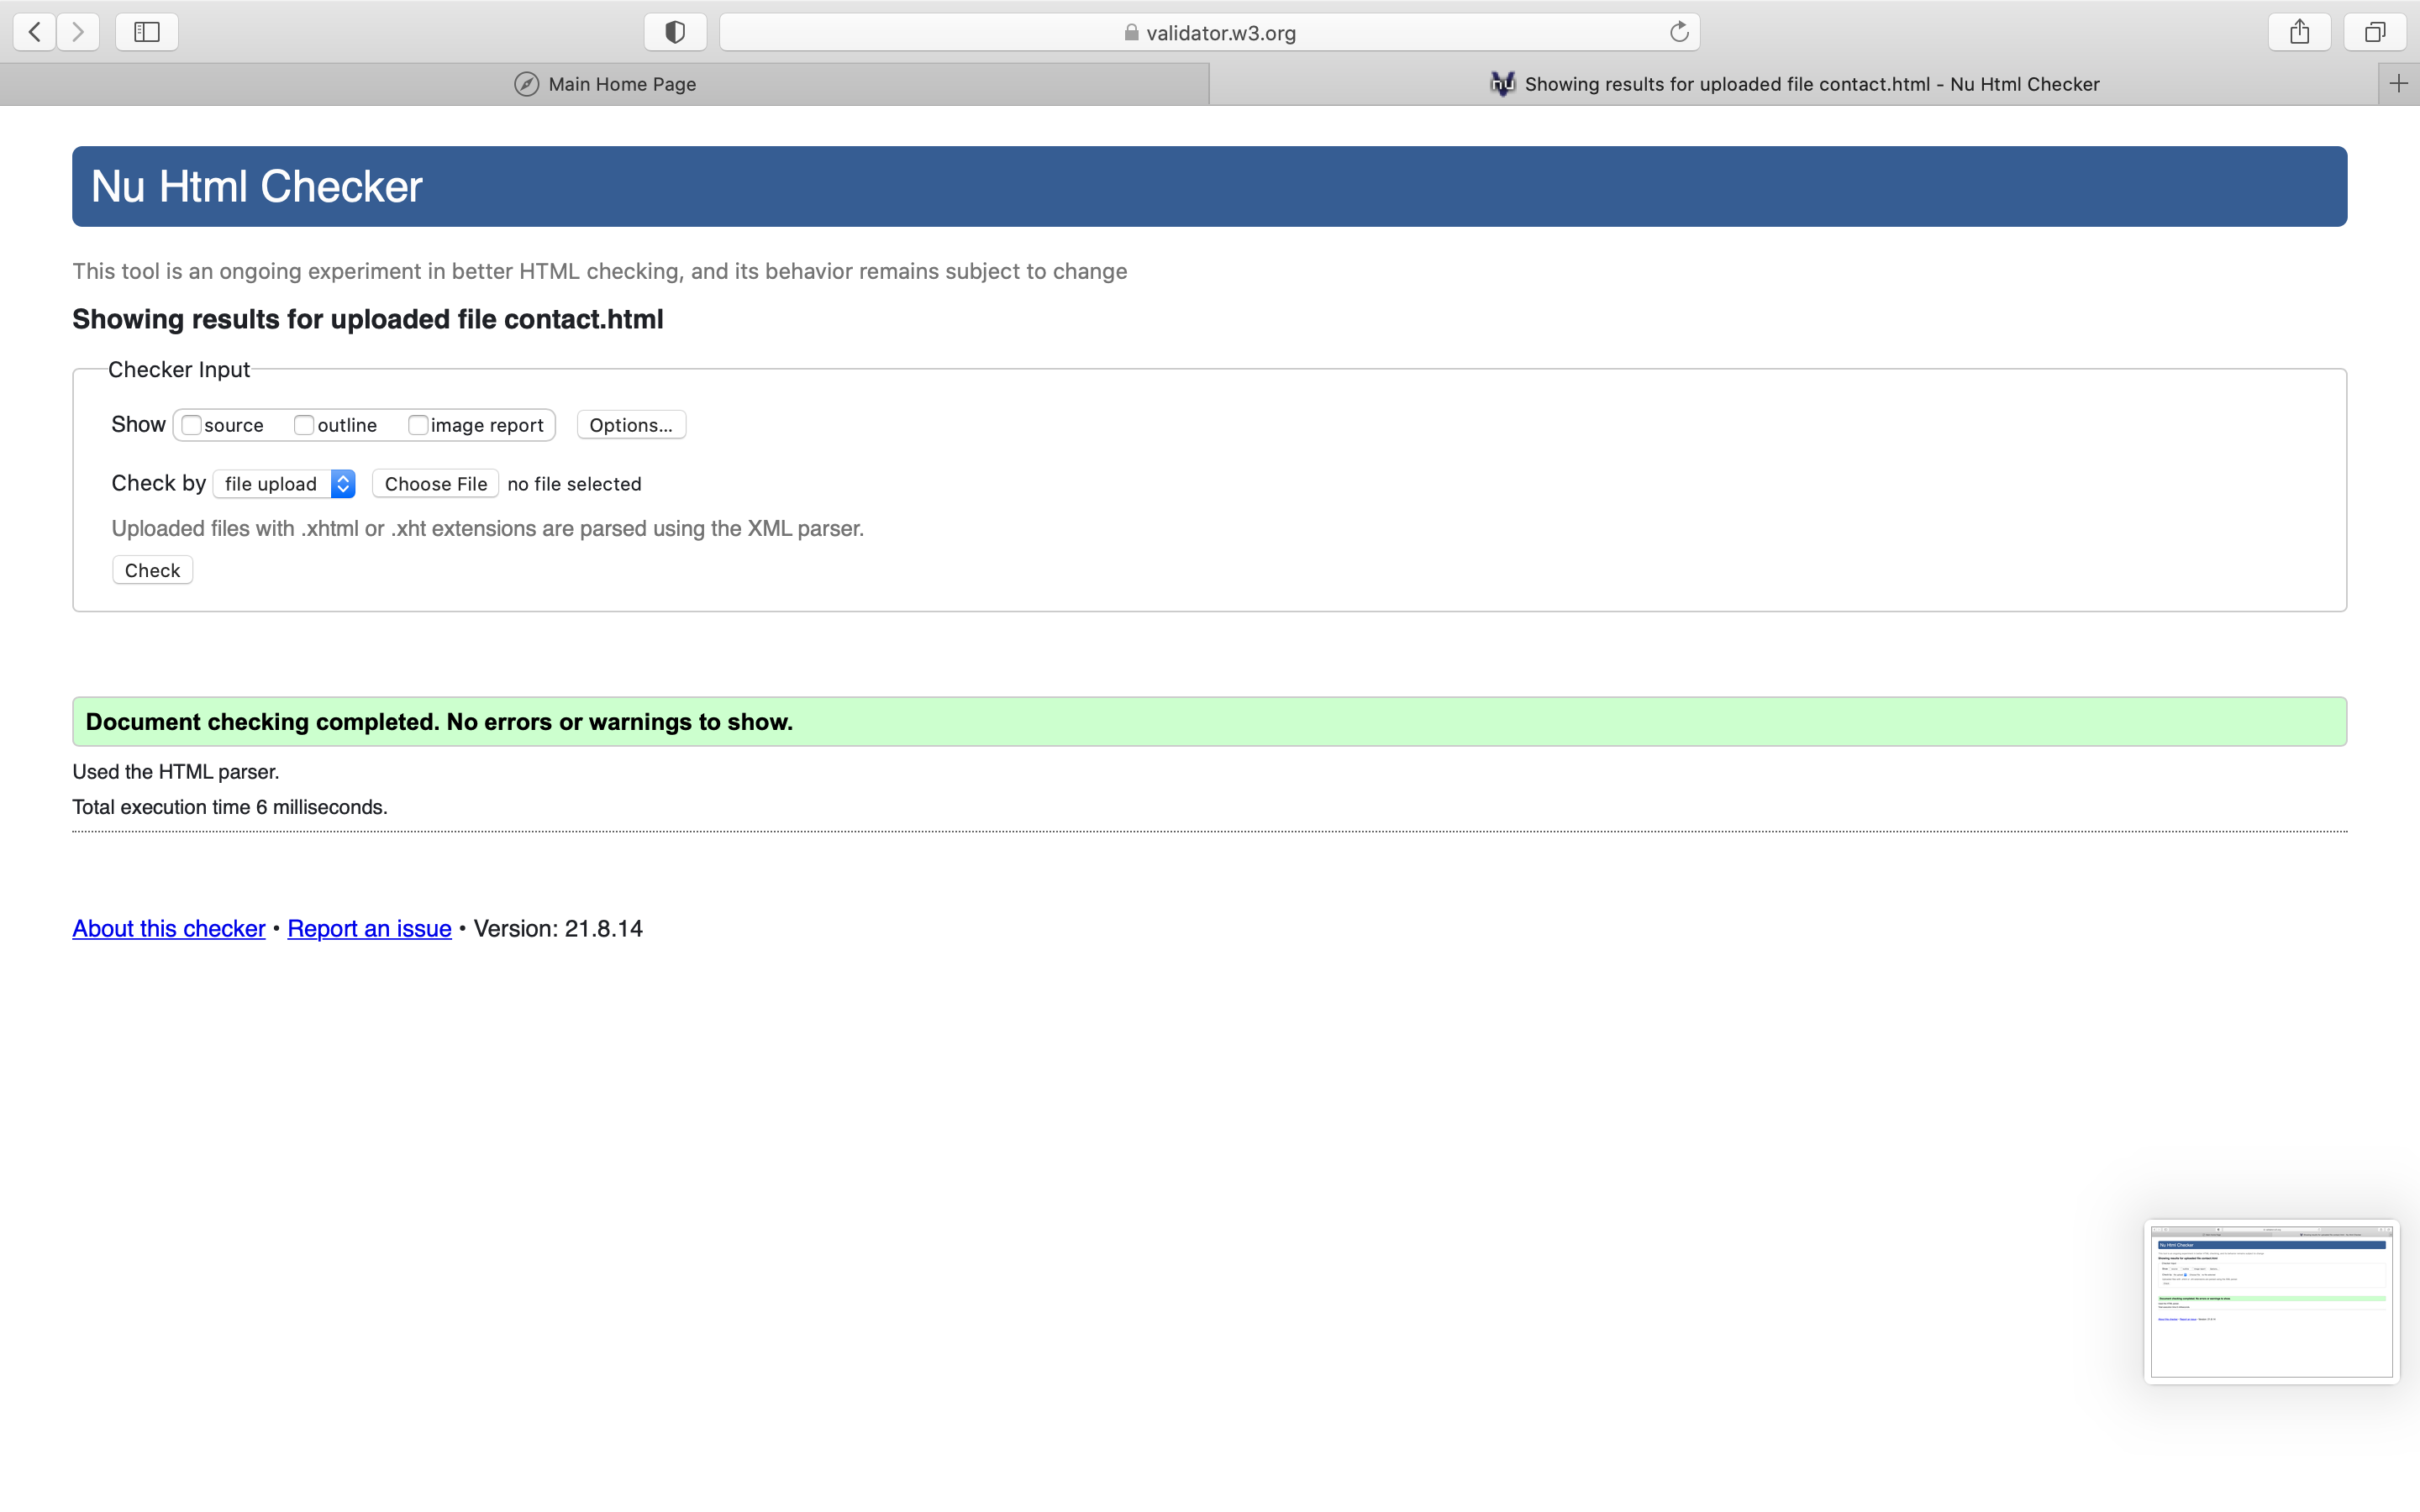 validator.w3.org
Main Home Page
nu Showing results for uploaded file contact.html - Nu Html Checker
Nu Html Checker
This tool is an ongoing experiment in better HTML checking, and its behavior remains subject to change
Showing results for uploaded file contact.html
Checker Input
Show source outline image report Options...
Check by file upload Choose File no file selected
Uploaded files with .xhtml or .xht extensions are parsed using the XML parser.
Check
Document checking completed. No errors or warnings to show.
Used the HTML parser.
Total execution time 6 milliseconds.
About this checker • Report an issue • Version: 21.8.14
Nu Html Checker